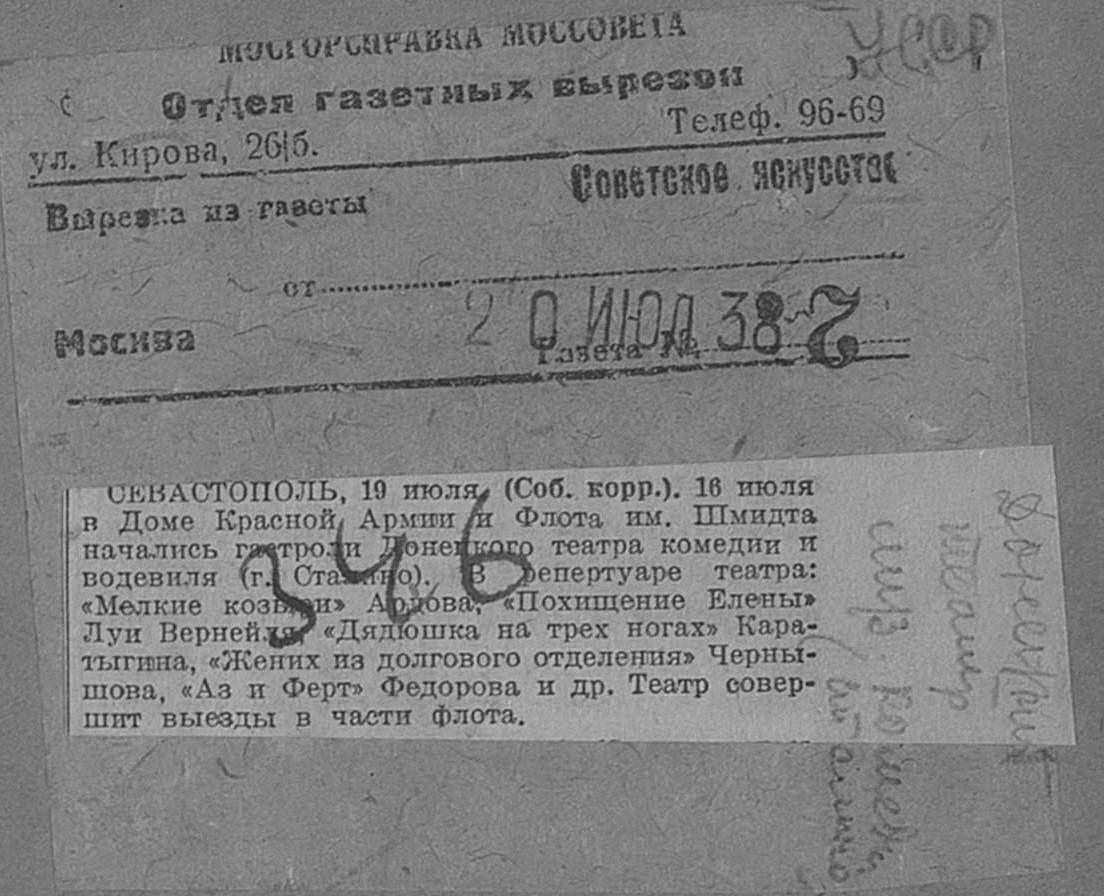 МОСГОРСПРАВКА МОССОВЕТА
УССР
Отдел газетных вырезок
ул. Кирова, 26/б.
Телеф. 96-69
Вырезка из газеты
Советское искусство
от
20 ИЮЛ 38
Москва
Газета №
СЕВАСТОПОЛЬ, 19 июля. (Соб. корр.). 16 июля
в Доме Красной Армии и Флота им. Шмидта
начались гастроли Донецкого театра комедии и
водевиля (г. Сталино). В репертуаре театра:
«Мелкие козыри» Ардова, «Похищение Елены»
Луи Вернейля, «Дядюшка на трех ногах» Кара-
тыгина, «Жених из долгового отделения» Черны-
шова, «Аз и Ферт» Федорова и др. Театр совер-
шит выезды в части флота.
346
театр